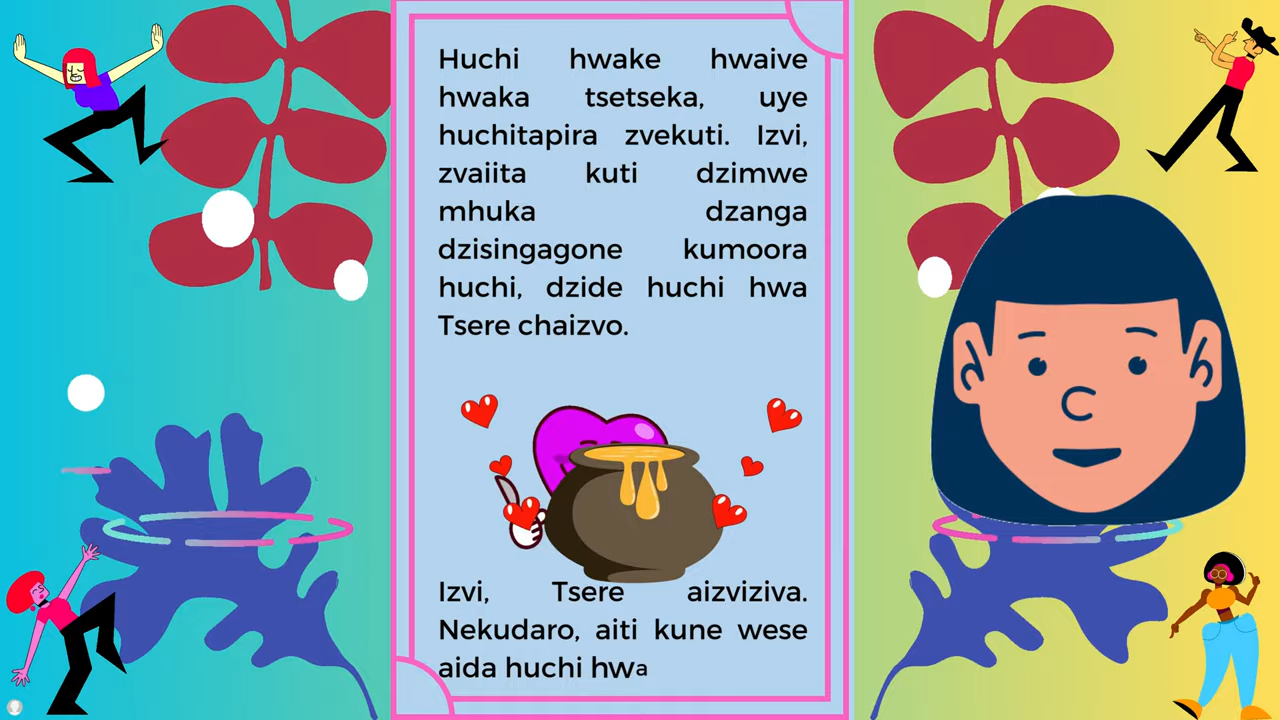 Huchi hwake hwaive
hwaka tsetseka, uye
huchitapira zvekuti. Izvi,
zvaiita kuti dzimwe
mhuka dzanga
dzisingagone kumoora
huchi, dzide huchi hwa
Tsere chaizvo.
Izvi, Tsere aizviziva.
Nekudaro, aiti kune wese
aida huchi hwa